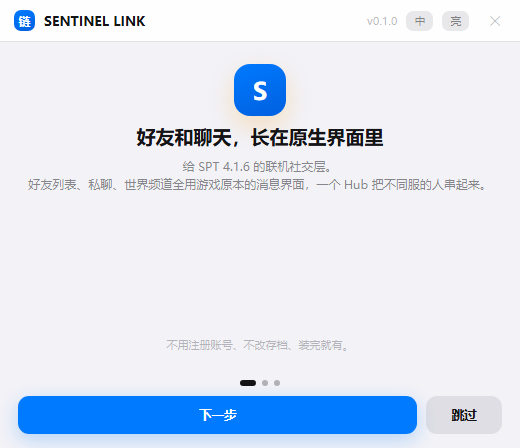 链 SENTINEL LINK v0.1.0 中 亮
S
好友和聊天，长在原生界面里
给 SPT 4.1.6 的联机社交层。
好友列表、私聊、世界频道全用游戏原本的消息界面，一个 Hub 把不同服的人串起来。
不用注册账号、不改存档、装完就有。
下一步 跳过